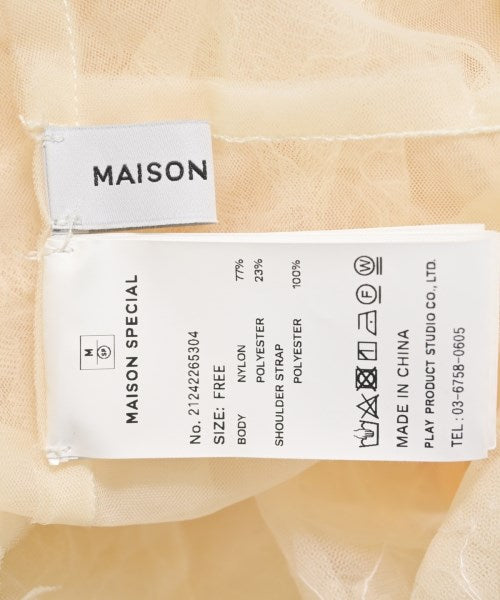 MAISON
M
SP
MAISON SPECIAL
No. 21242265304
SIZE: FREE
BODY NYLON 77%
POLYESTER 23%
SHOULDER STRAP
POLYESTER 100%
MADE IN CHINA
PLAY PRODUCT STUDIO CO., LTD.
TEL: 03-6758-0605